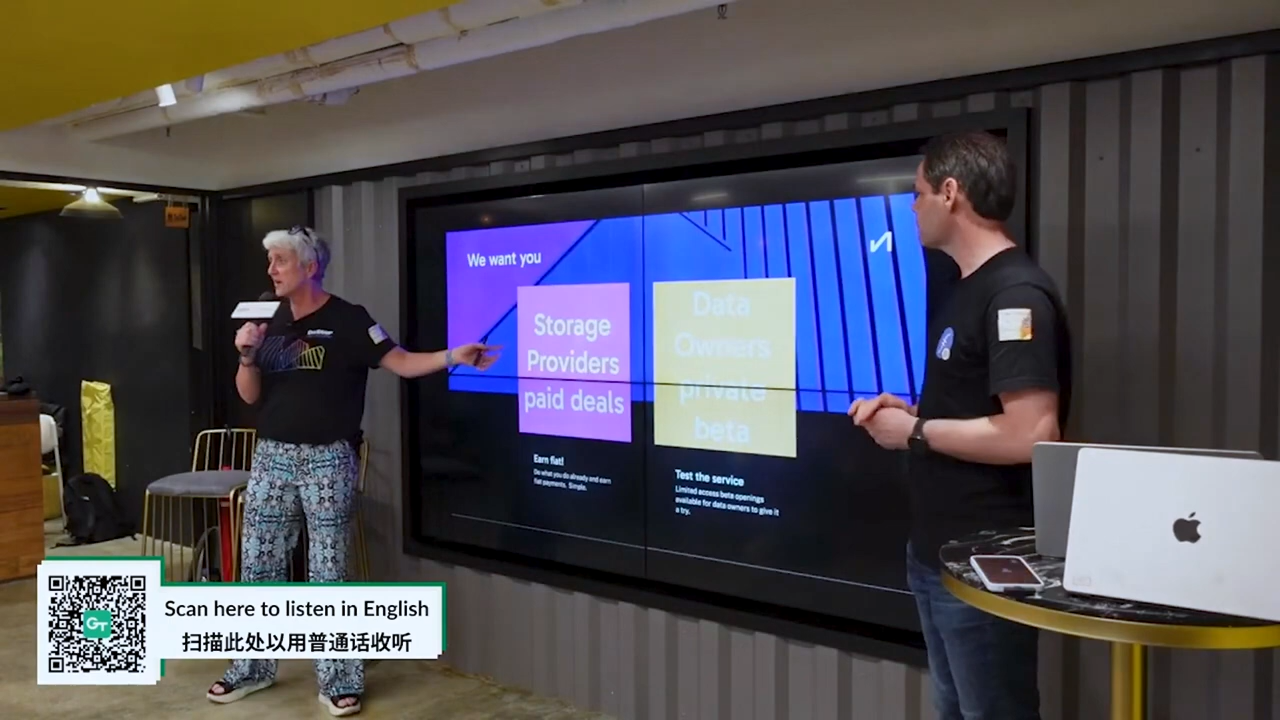 We want you
Storage
Providers
paid deals
Data
Owners
private
beta
Earn fiat!
Do what you do already and earn
fiat payments. Simple.
Test the service
Limited access beta openings
available for data owners to give it
a try.
GT
Scan here to listen in English
扫描此处以用普通话收听